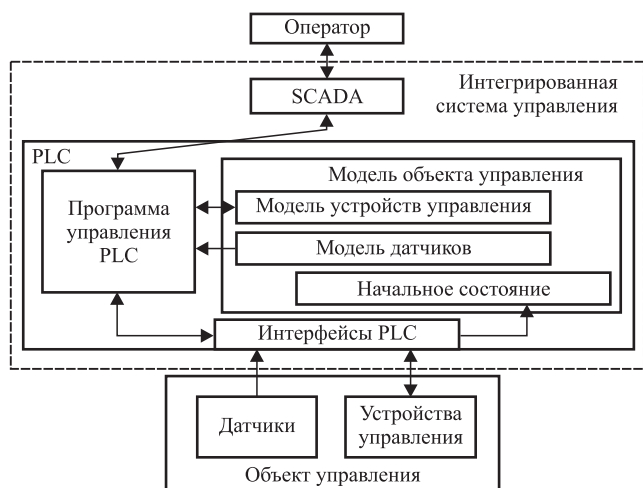 Оператор
Интегрированная
система управления
SCADA
PLC
Модель объекта управления
Программа
управления
PLC
Модель устройств управления
Модель датчиков
Начальное состояние
Интерфейсы PLC
Датчики
Устройства
управления
Объект управления